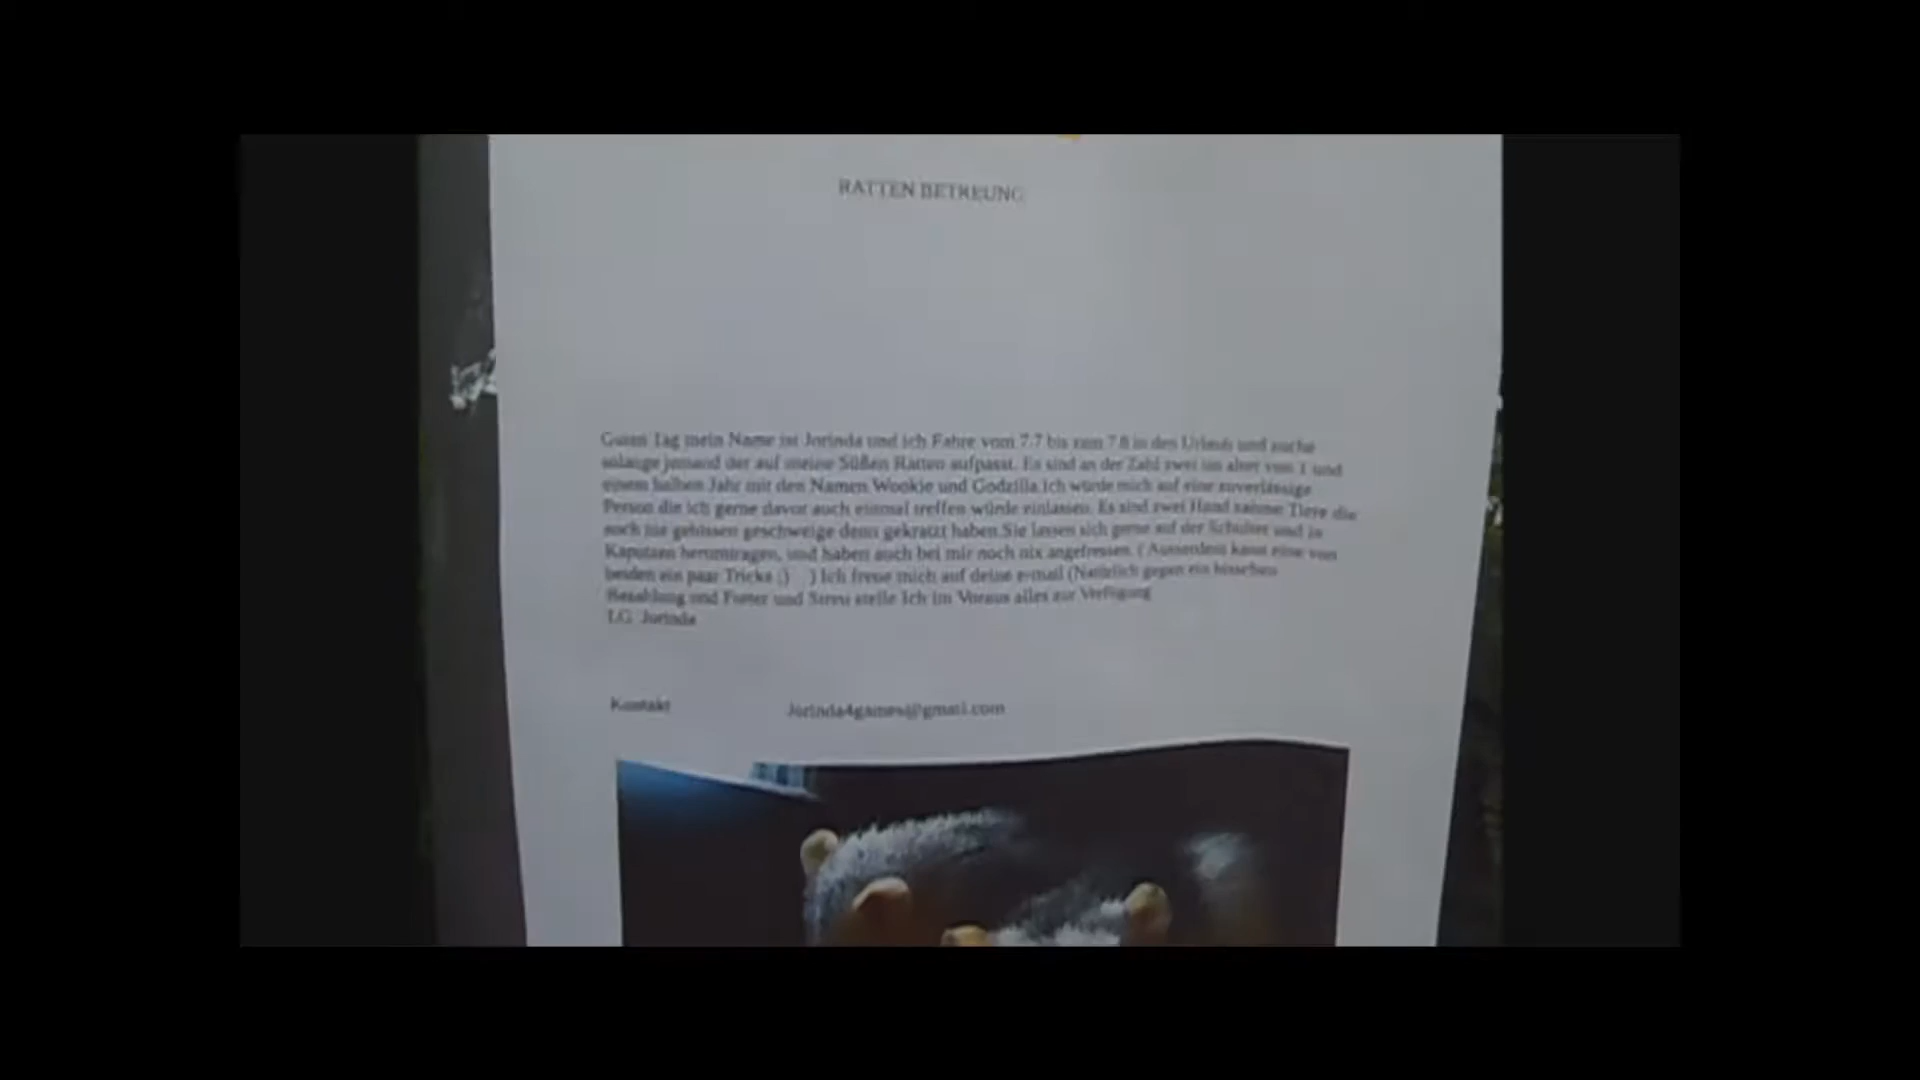 RATTEN BETREUNG
Guten Tag mein Name ist Jorinda und ich Fahre vom 7.7 bis zum 7.8 in den Urlaub und suche
solange jemand der auf meine Süßen Ratten aufpasst. Es sind an der Zahl zwei im alter von 1 und
einem halben Jahr mit den Namen Wookie und Godzilla.Ich würde mich auf eine zuverlässige
Person die ich gerne davor auch einmal treffen würde einlassen. Es sind zwei Hand zahme Tiere die
noch nie gebissen geschweige denn gekratzt haben.Sie lassen sich gerne auf der Schulter und in
Kaputzen herumtragen, und haben auch bei mir noch nix angefressen. ( Ausserdem kann eine von
beiden ein paar Tricks ;) ) Ich freue mich auf deine e-mail (Natürlich gegen ein bisschen
Bezahlung und Futter und Streu stelle Ich im Voraus alles zur Verfügung
LG Jorinda
Kontakt Jorinda4games@gmail.com